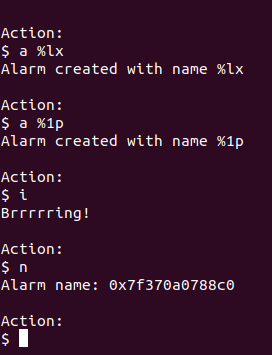 Action:
$ a %lx
Alarm created with name %lx
Action:
$ a %1p
Alarm created with name %1p
Action:
$ i
Brrrrring!
Action:
$ n
Alarm name: 0x7f370a0788c0
Action:
$